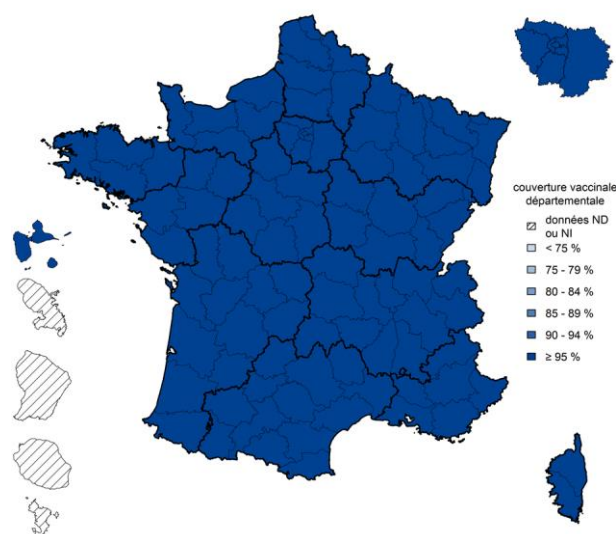 couverture vaccinale
départementale
données ND
ou NI
< 75 %
75 - 79 %
80 - 84 %
85 - 89 %
90 - 94 %
≥ 95 %